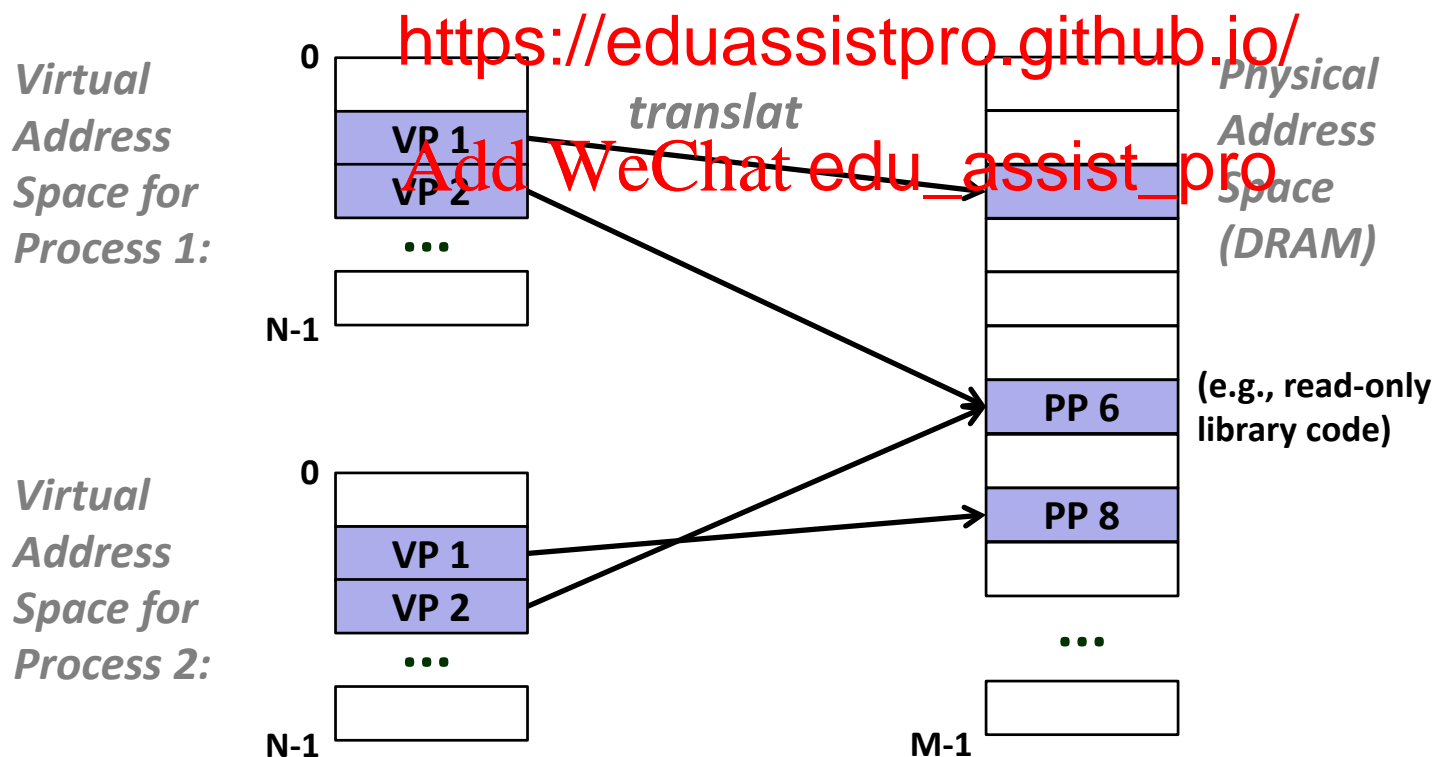 https://eduassistpro.github.io/
0
Virtual
Address
Space for
Process 1:
translat
Physical
Address
Space
(DRAM)
VP 1
VP 2
Add WeChat edu_assist_pro
...
N-1
PP 6
(e.g., read-only
library code)
0
Virtual
Address
Space for
Process 2:
VP 1
VP 2
PP 8
...
...
N-1
M-1